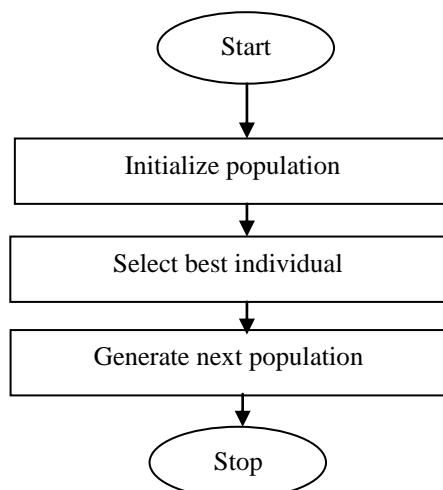 Start
Initialize population
Select best individual
Generate next population
Stop